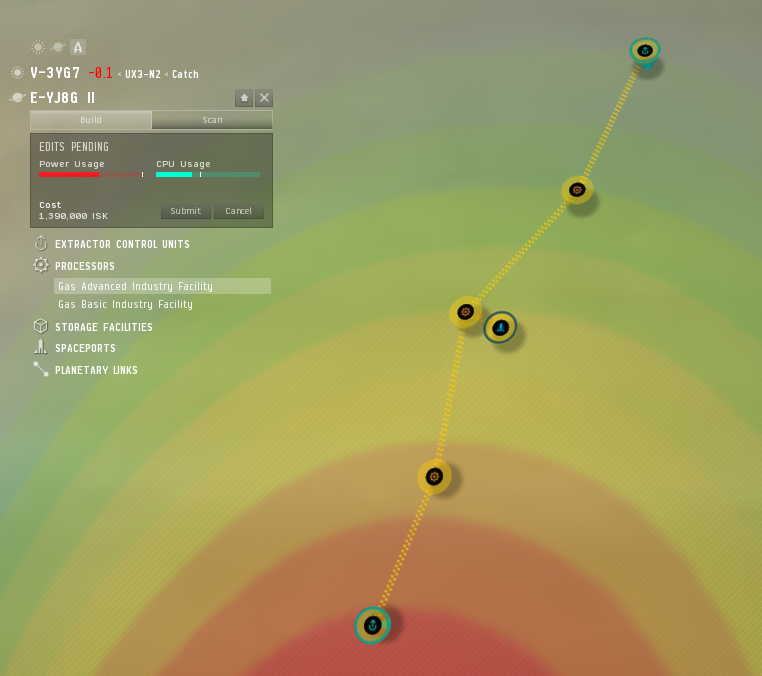 A
V-3YG7 -0.1 < UX3-N2 < Catch
E-YJ8G II
Build Scan
EDITS PENDING
Power Usage CPU Usage
Cost
1,390,000 ISK
Submit Cancel
EXTRACTOR CONTROL UNITS
PROCESSORS
Gas Advanced Industry Facility
Gas Basic Industry Facility
STORAGE FACILITIES
SPACEPORTS
PLANETARY LINKS